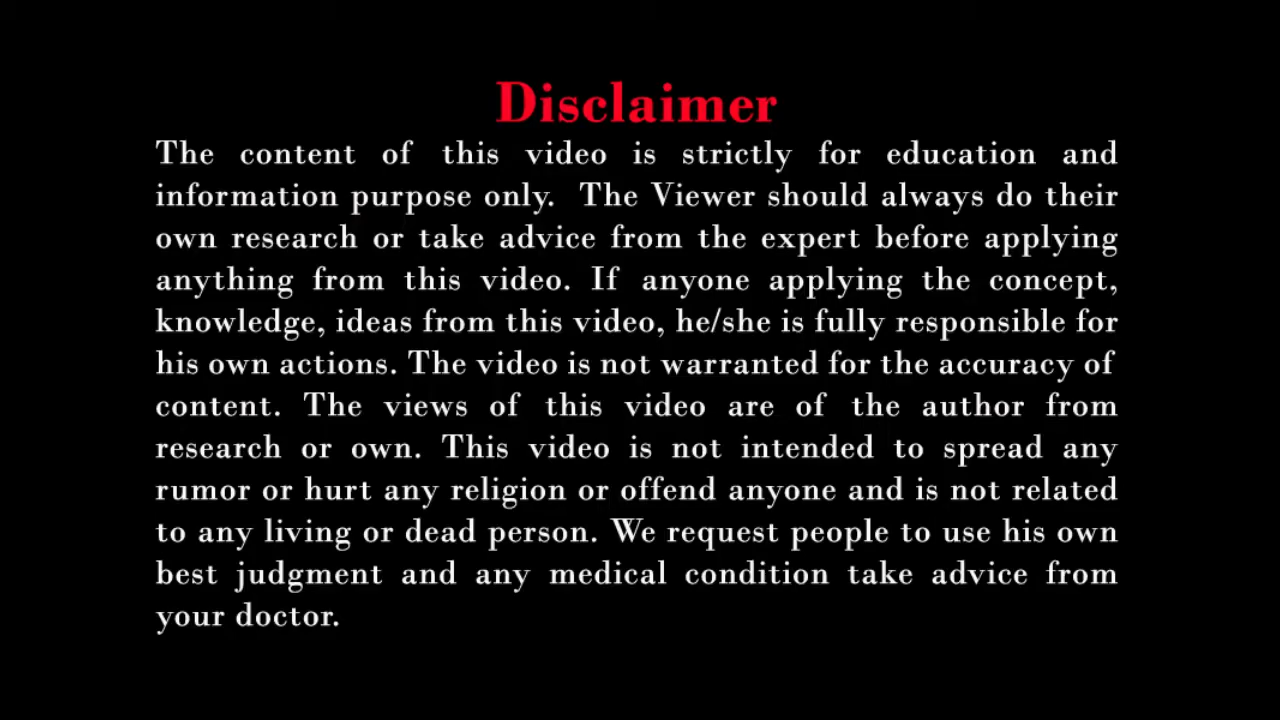 Disclaimer
The content of this video is strictly for education and
information purpose only. The Viewer should always do their
own research or take advice from the expert before applying
anything from this video. If anyone applying the concept,
knowledge, ideas from this video, he/she is fully responsible for
his own actions. The video is not warranted for the accuracy of
content. The views of this video are of the author from
research or own. This video is not intended to spread any
rumor or hurt any religion or offend anyone and is not related
to any living or dead person. We request people to use his own
best judgment and any medical condition take advice from
your doctor.